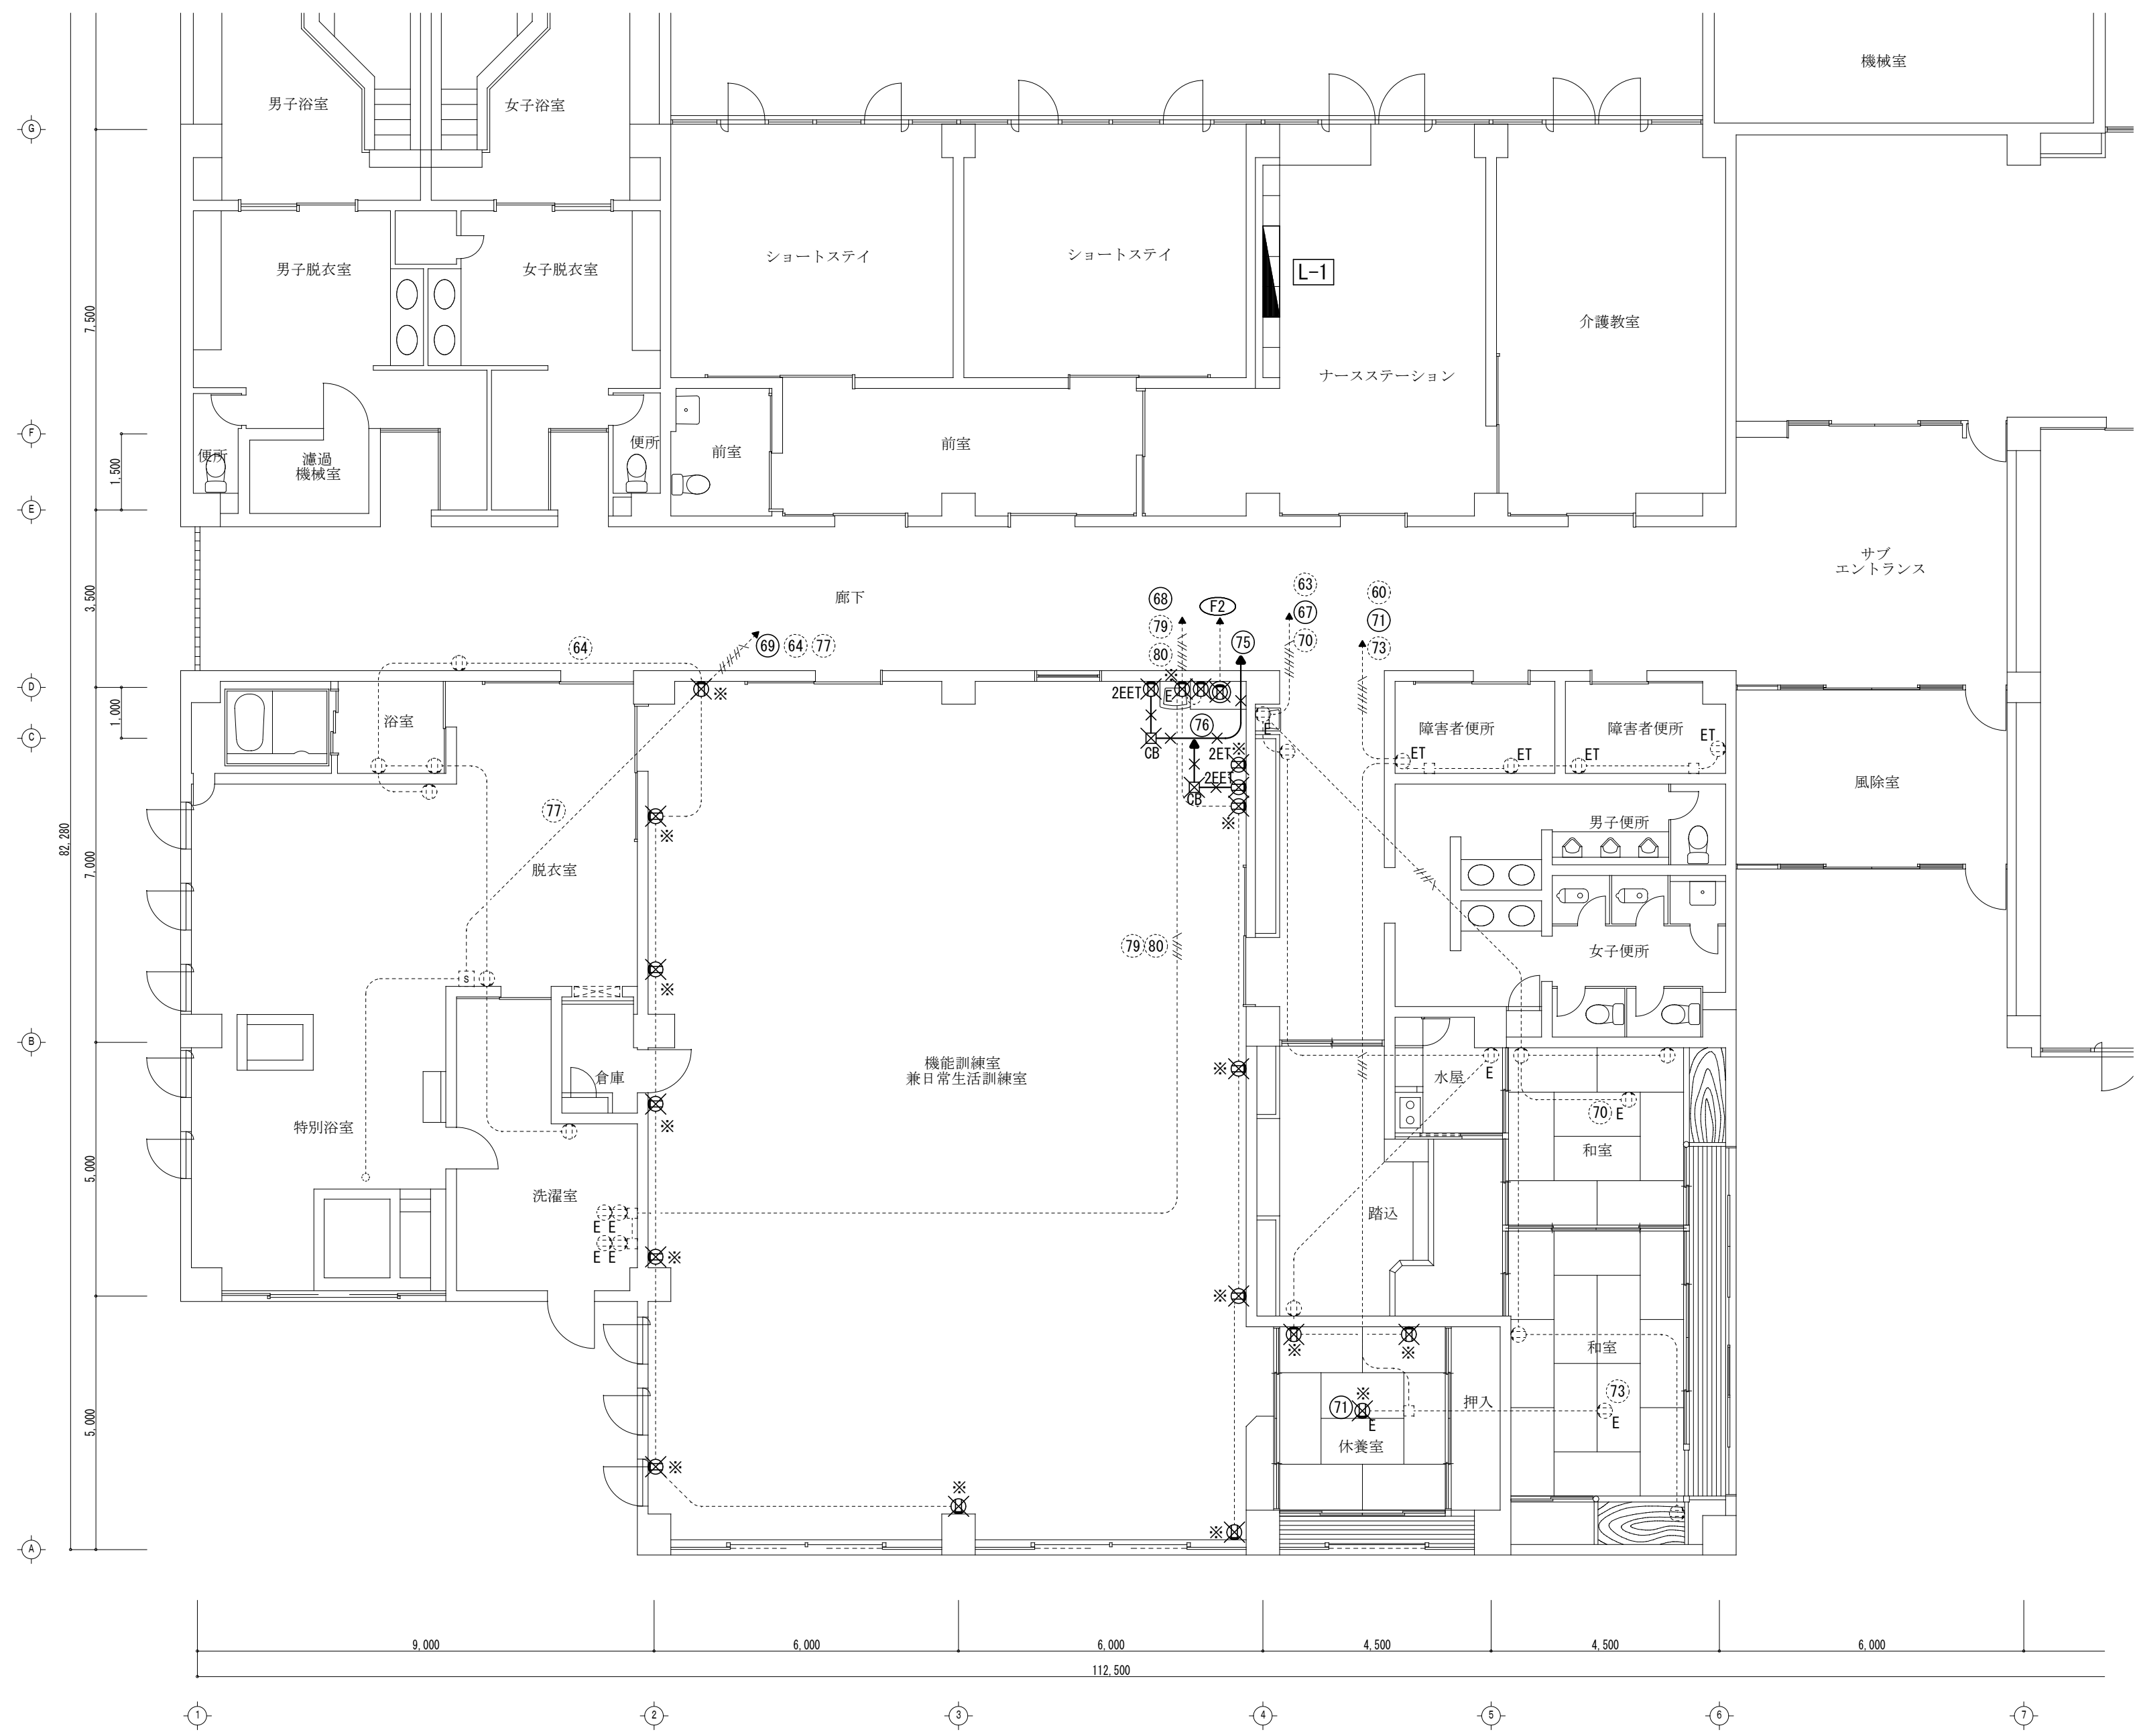 機械室
男子浴室
女子浴室
G
男子脱衣室
女子脱衣室
ショートステイ
ショートステイ
L-1
介護教室
7,500
ナースステーション
F
便所
濾過
機械室
便所
前室
前室
1,500
E
サブ
エントランス
3,500
廊下
68
F2
63
60
79
67
71
64
69
64
77
80
75
70
73
※
※
D
2EET
E
1,000
浴室
76
E
障害者便所
障害者便所
C
CB
2ET
※
ET
ET
ET
2EET
CB
風除室
77
※
※
男子便所
82,280
7,000
脱衣室
79
80
女子便所
S
※
B
機能訓練室
兼日常生活訓練室
倉庫
※
水屋
E
70
E
※
特別浴室
和室
5,000
洗濯室
踏込
E E
E E
※
※
※
※
和室
73
E
71
※
E
押入
休養室
5,000
※
※
※
A
9,000
6,000
6,000
4,500
4,500
6,000
112,500
1
2
3
4
5
6
7